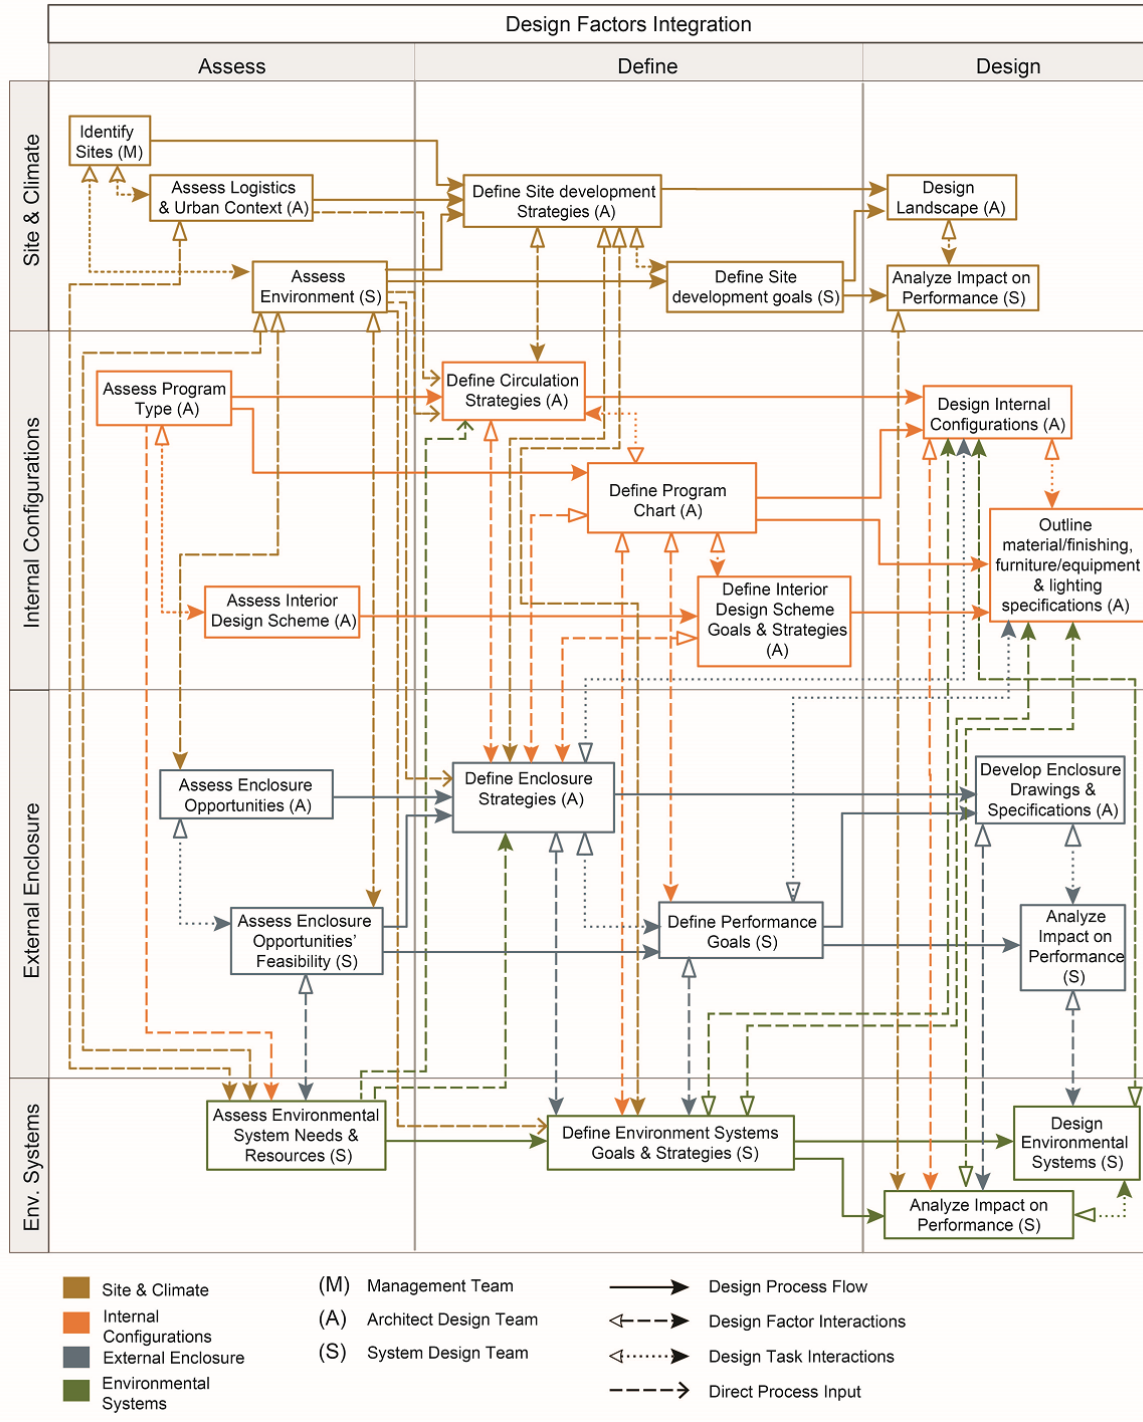 Design Factors Integration
Assess
Define
Design
Site & Climate
Identify
Sites (M)
Assess Logistics
& Urban Context (A)
Define Site development
Strategies (A)
Design
Landscape (A)
Assess
Environment (S)
Define Site
development goals (S)
Analyze Impact on
Performance (S)
Internal Configurations
Assess Program
Type (A)
Define Circulation
Strategies (A)
Design Internal
Configurations (A)
Define Program
Chart (A)
Outline
material/finishing,
furniture/equipment
& lighting
specifications (A)
Assess Interior
Design Scheme (A)
Define Interior
Design Scheme
Goals & Strategies
(A)
External Enclosure
Assess Enclosure
Opportunities (A)
Define Enclosure
Strategies (A)
Develop Enclosure
Drawings &
Specifications (A)
Assess Enclosure
Opportunities'
Feasibility (S)
Define Performance
Goals (S)
Analyze
Impact on
Performance
(S)
Env. Systems
Assess Environmental
System Needs &
Resources (S)
Define Environment Systems
Goals & Strategies (S)
Design
Environmental
Systems (S)
Analyze Impact on
Performance (S)
Site & Climate
Internal
Configurations
External Enclosure
Environmental
Systems
(M) Management Team
(A) Architect Design Team
(S) System Design Team
Design Process Flow
Design Factor Interactions
Design Task Interactions
Direct Process Input